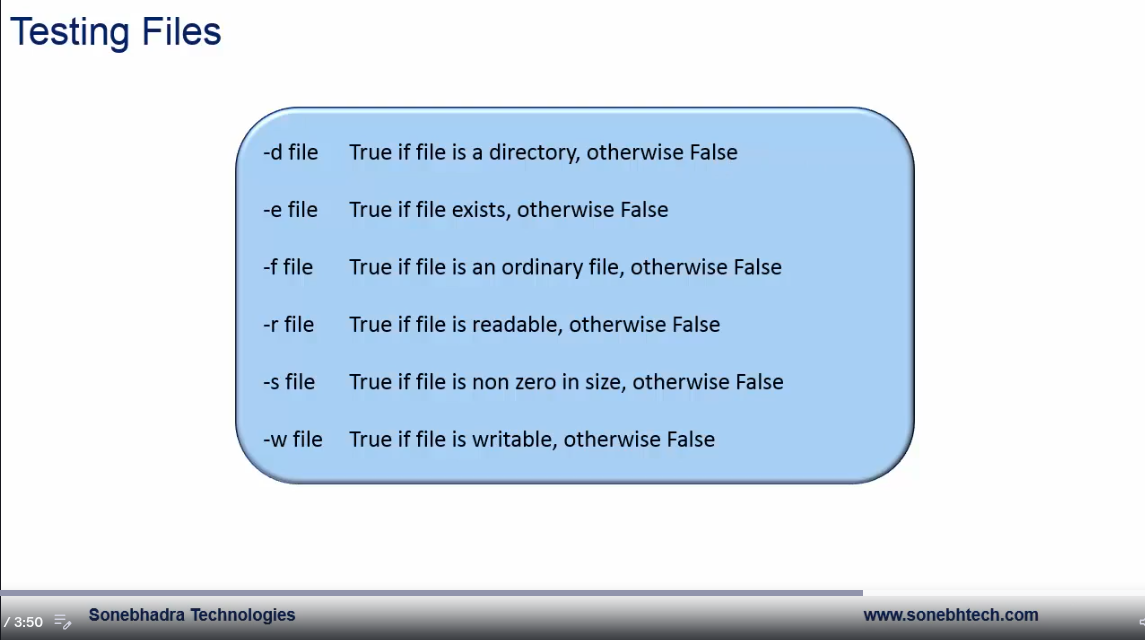 Testing Files
-d file True if file is a directory, otherwise False
-e file True if file exists, otherwise False
-f file True if file is an ordinary file, otherwise False
-r file True if file is readable, otherwise False
-s file True if file is non zero in size, otherwise False
-w file True if file is writable, otherwise False
/ 3:50 Sonebhadra Technologies www.sonebhtech.com